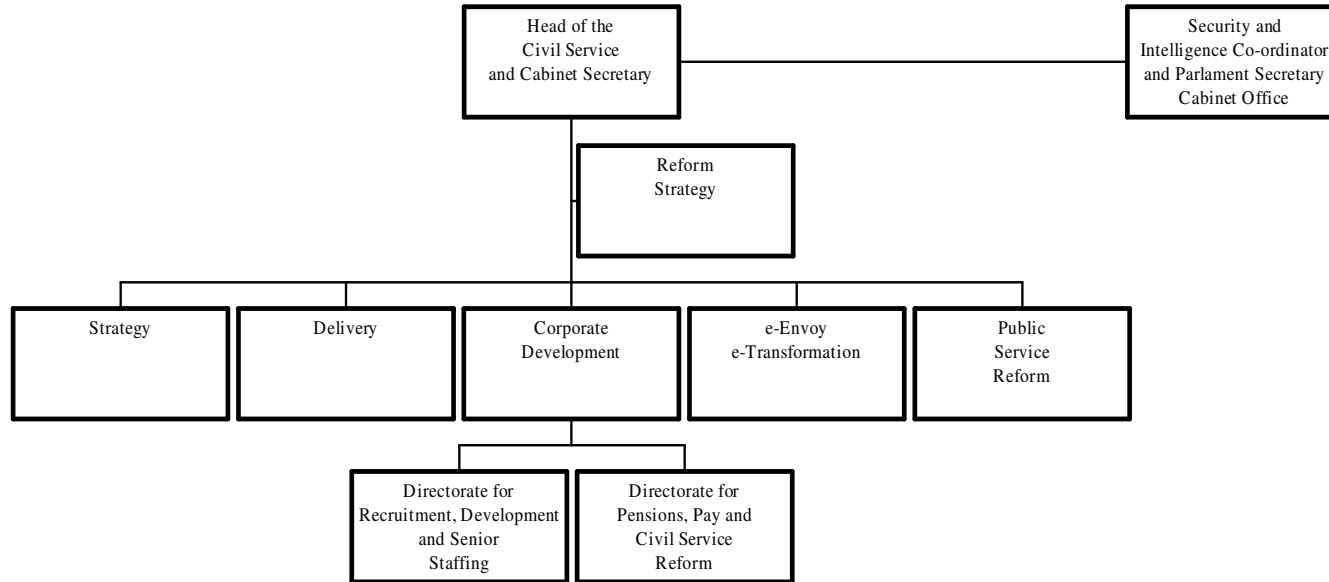 Head of the
Civil Service
and Cabinet Secretary
Security and
Intelligence Co-ordinator
and Parlament Secretary
Cabinet Office
Reform
Strategy
Strategy
Delivery
Corporate
Development
e-Envoy
e-Transformation
Public
Service
Reform
Directorate for
Recruitment, Development
and Senior
Staffing
Directorate for
Pensions, Pay and
Civil Service
Reform